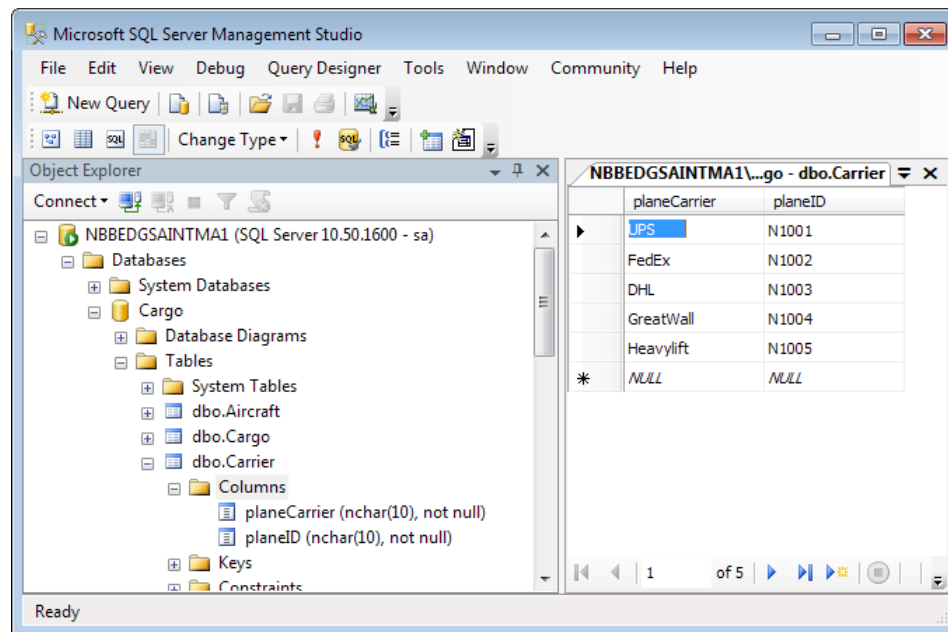 Microsoft SQL Server Management Studio
File Edit View Debug Query Designer Tools Window Community Help
New Query
SQL Change Type SQL
Object Explorer
Connect
NBBEDGSAINTMA1 (SQL Server 10.50.1600 - sa)
Databases
System Databases
Cargo
Database Diagrams
Tables
System Tables
dbo.Aircraft
dbo.Cargo
dbo.Carrier
Columns
planeCarrier (nchar(10), not null)
planeID (nchar(10), not null)
Keys
Constraints
NBBEDGSAINTMA1\...go - dbo.Carrier
planeCarrier planeID
UPS N1001
FedEx N1002
DHL N1003
GreatWall N1004
Heavylift N1005
NULL NULL
1 of 5
Ready